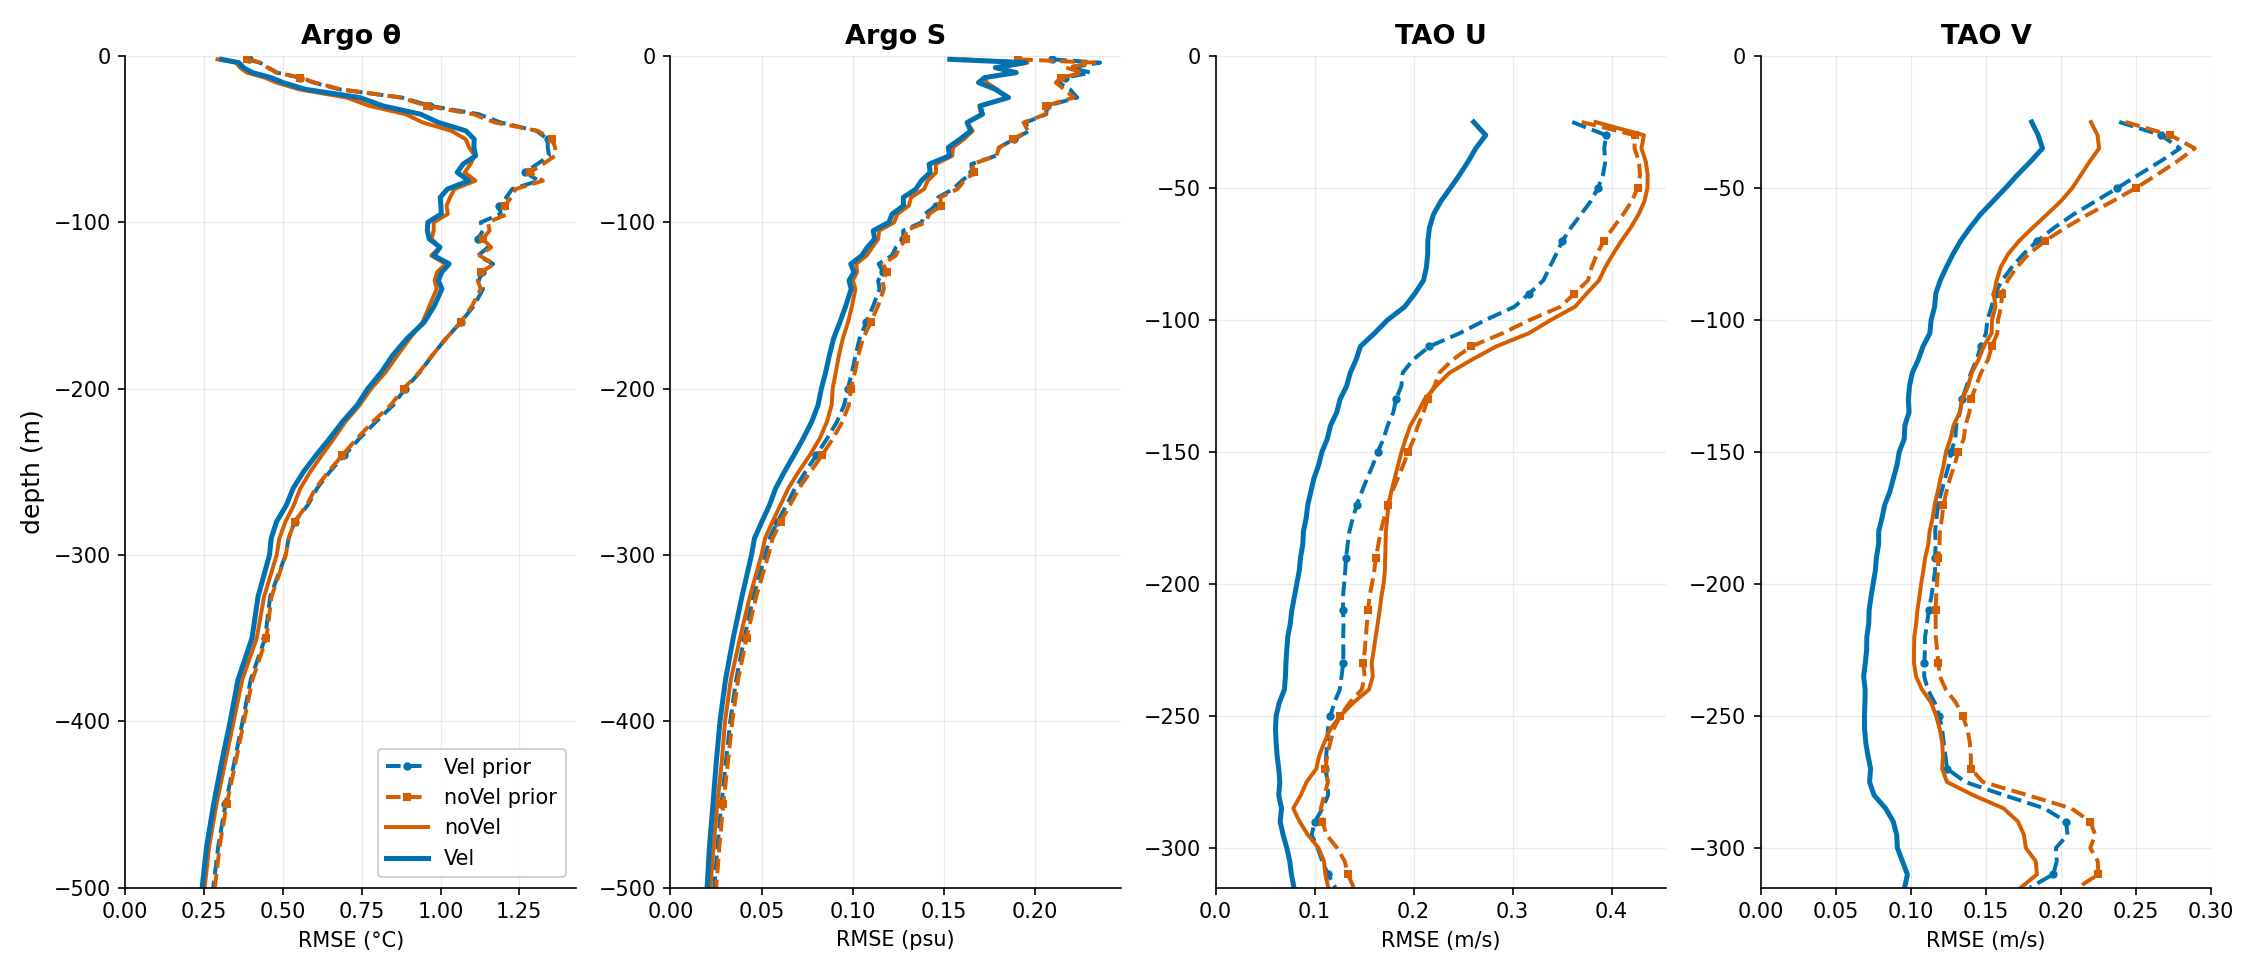 Argo θ
Argo S
TAO U
TAO V
0
−100
−200
−300
−400
−500
0
−100
−200
−300
−400
−500
0
−50
−100
−150
−200
−250
−300
0
−50
−100
−150
−200
−250
−300
depth (m)
Vel prior
noVel prior
noVel
Vel
0.00 0.25 0.50 0.75 1.00 1.25
0.00 0.05 0.10 0.15 0.20
0.0 0.1 0.2 0.3 0.4
0.00 0.05 0.10 0.15 0.20 0.25 0.30
RMSE (°C)
RMSE (psu)
RMSE (m/s)
RMSE (m/s)